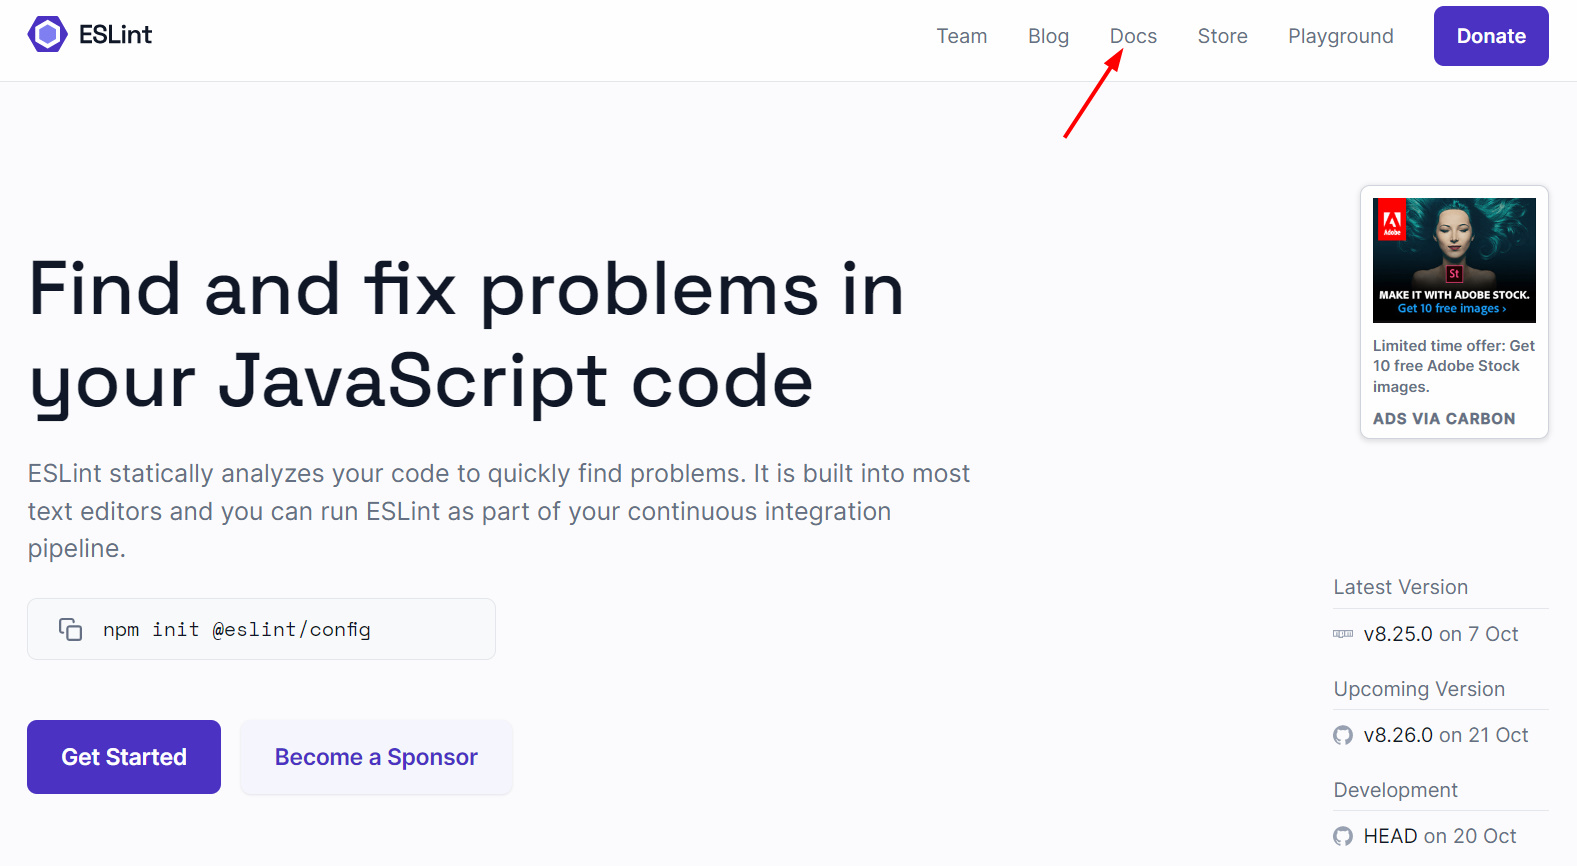 ESLint
Team Blog Docs Store Playground Donate
Find and fix problems in
your JavaScript code
ESLint statically analyzes your code to quickly find problems. It is built into most
text editors and you can run ESLint as part of your continuous integration
pipeline.
npm init @eslint/config
Get Started Become a Sponsor
Adobe
St
MAKE IT WITH ADOBE STOCK.
Get 10 free images ›
Limited time offer: Get
10 free Adobe Stock
images.
ADS VIA CARBON
Latest Version
npm v8.25.0 on 7 Oct
Upcoming Version
v8.26.0 on 21 Oct
Development
HEAD on 20 Oct